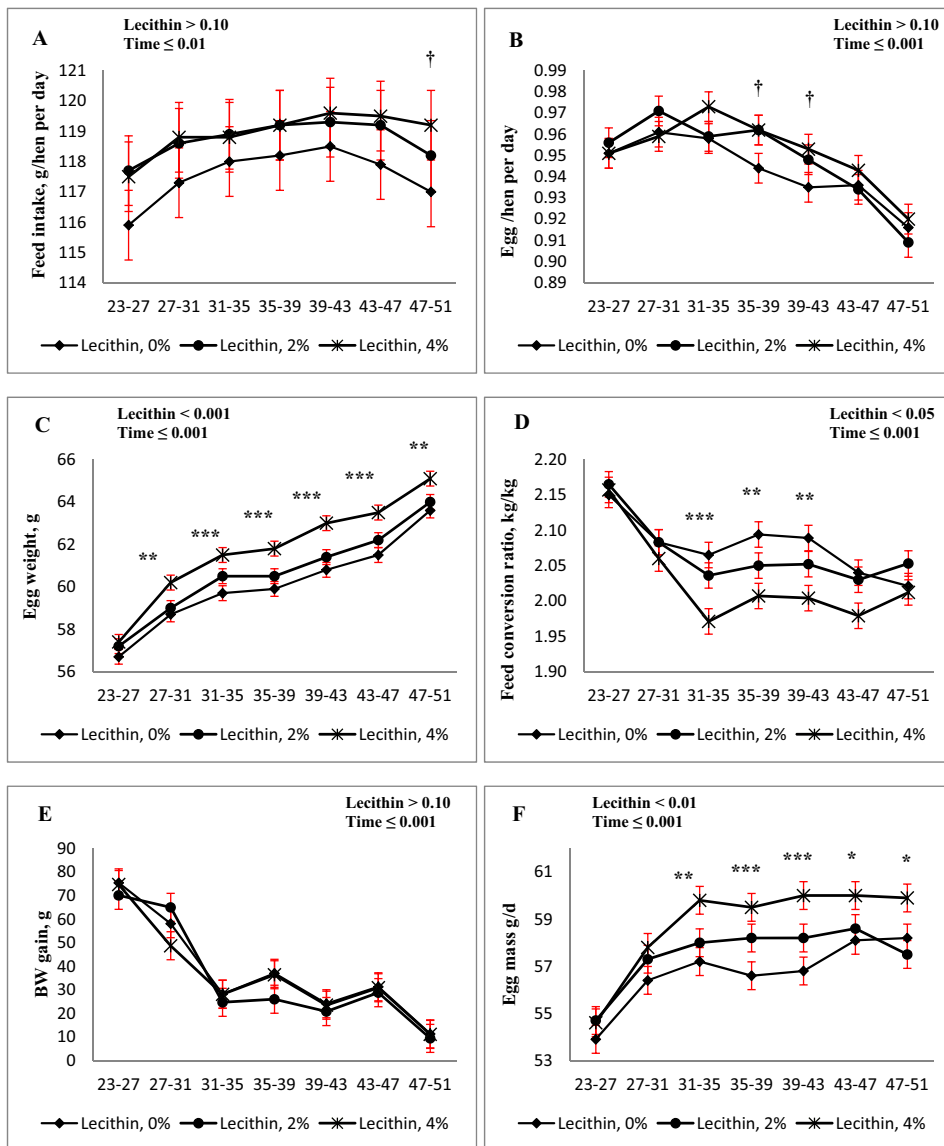 A
Lecithin > 0.10
Time ≤ 0.01
†
Feed intake, g/hen per day
121
120
119
118
117
116
115
114
23-27 27-31 31-35 35-39 39-43 43-47 47-51
Lecithin, 0% Lecithin, 2% Lecithin, 4%
B
Lecithin > 0.10
Time ≤ 0.001
† †
Egg /hen per day
0.99
0.98
0.96
0.95
0.94
0.92
0.91
0.90
0.89
23-27 27-31 31-35 35-39 39-43 43-47 47-51
Lecithin, 0% Lecithin, 2% Lecithin, 4%
C
Lecithin < 0.001
Time ≤ 0.001
** *** *** *** *** **
Egg weight, g
66
64
62
60
58
56
23-27 27-31 31-35 35-39 39-43 43-47 47-51
Lecithin, 0% Lecithin, 2% Lecithin, 4%
D
Lecithin < 0.05
Time ≤ 0.001
*** ** **
Feed conversion ratio, kg/kg
2.20
2.15
2.10
2.05
2.00
1.95
1.90
23-27 27-31 31-35 35-39 39-43 43-47 47-51
Lecithin, 0% Lecithin, 2% Lecithin, 4%
E
Lecithin > 0.10
Time ≤ 0.001
BW gain, g
90
80
70
60
50
40
30
20
10
0
23-27 27-31 31-35 35-39 39-43 43-47 47-51
Lecithin, 0% Lecithin, 2% Lecithin, 4%
F
Lecithin < 0.01
Time ≤ 0.001
** *** *** * *
Egg mass g/d
61
59
57
55
53
23-27 27-31 31-35 35-39 39-43 43-47 47-51
Lecithin, 0% Lecithin, 2% Lecithin, 4%